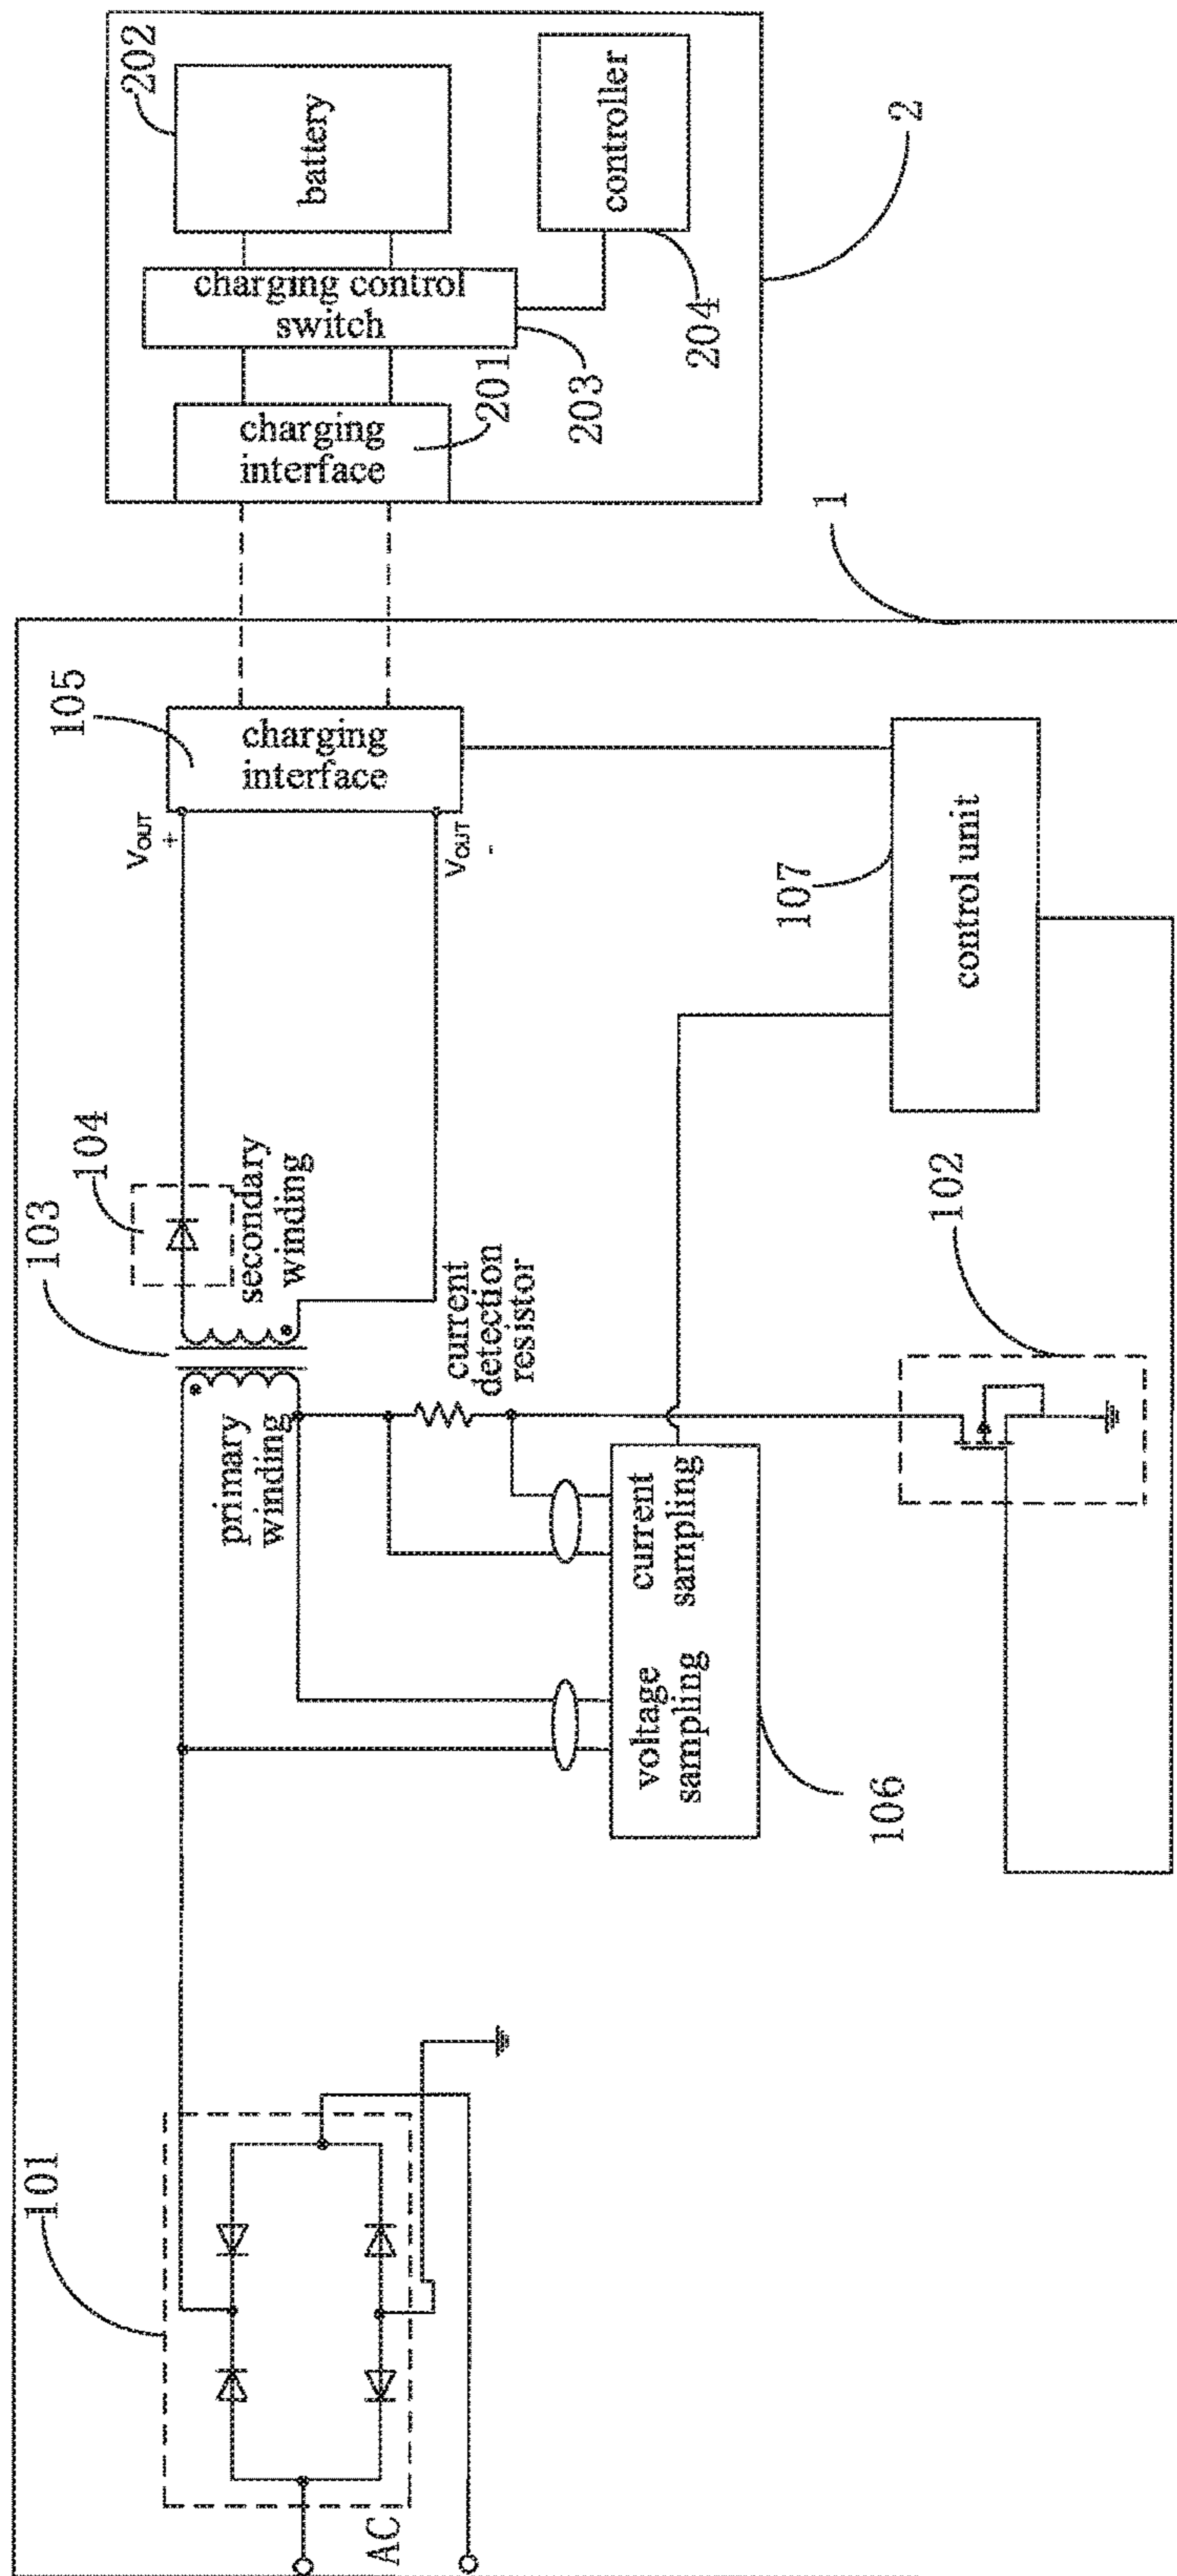 101
AC
primary
winding
103
104
secondary
winding
VOUT
+
VOUT
-
105
charging
interface
current
detection
resistor
voltage
sampling
current
sampling
106
102
107
control unit
1
charging
interface
201
charging control
switch
203
202
battery
controller
204
2